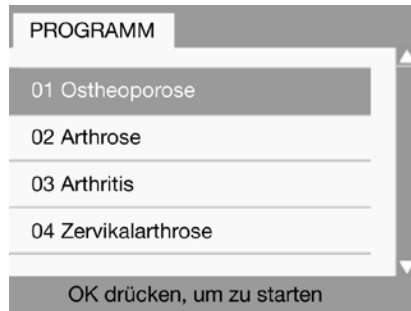 PROGRAMM
01 Ostheoporose
02 Arthrose
03 Arthritis
04 Zervikalarthrose
OK drücken, um zu starten